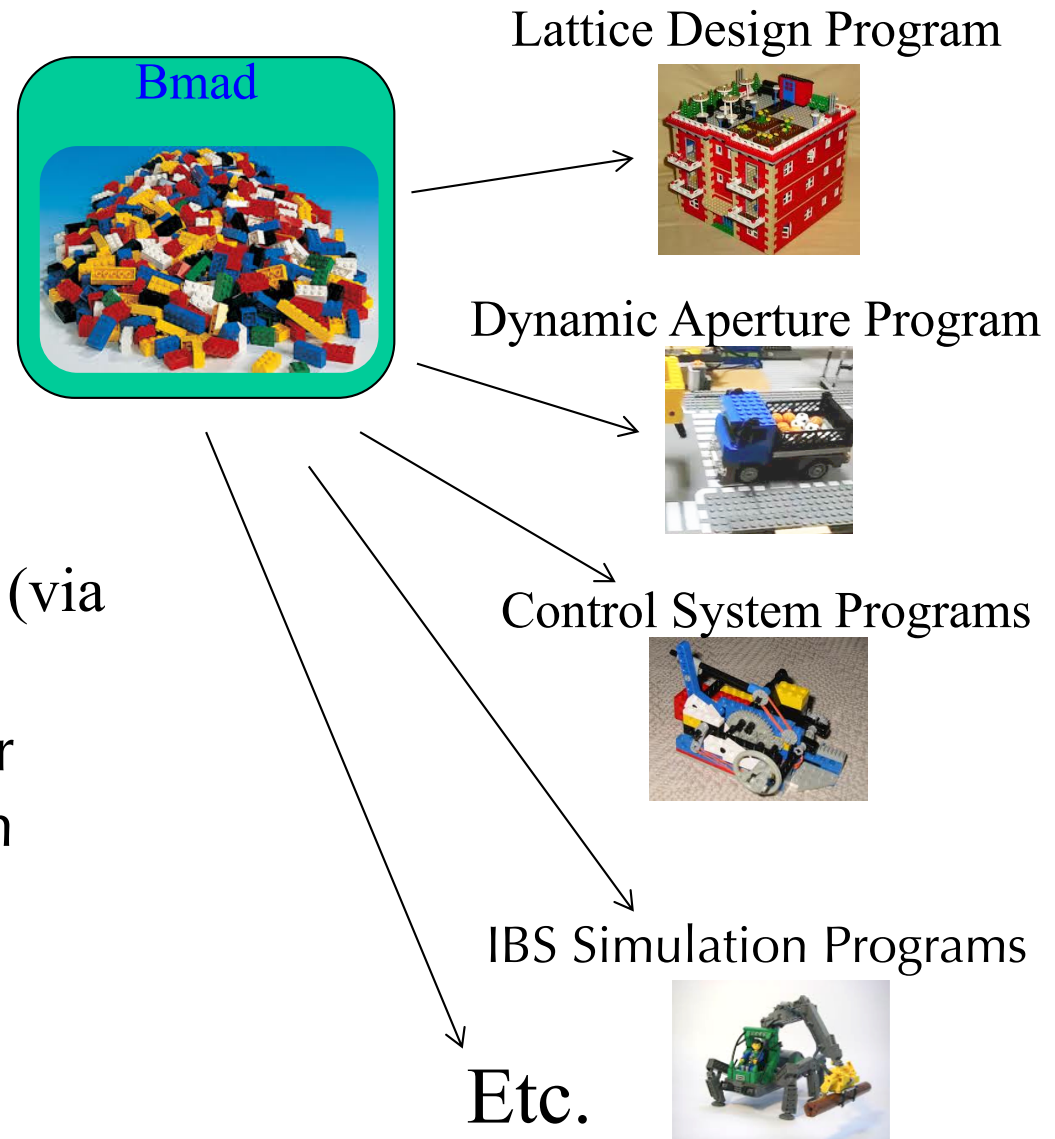 Lattice Design Program
Bmad
Dynamic Aperture Program
(via
Control System Programs
r
n
IBS Simulation Programs
Etc.